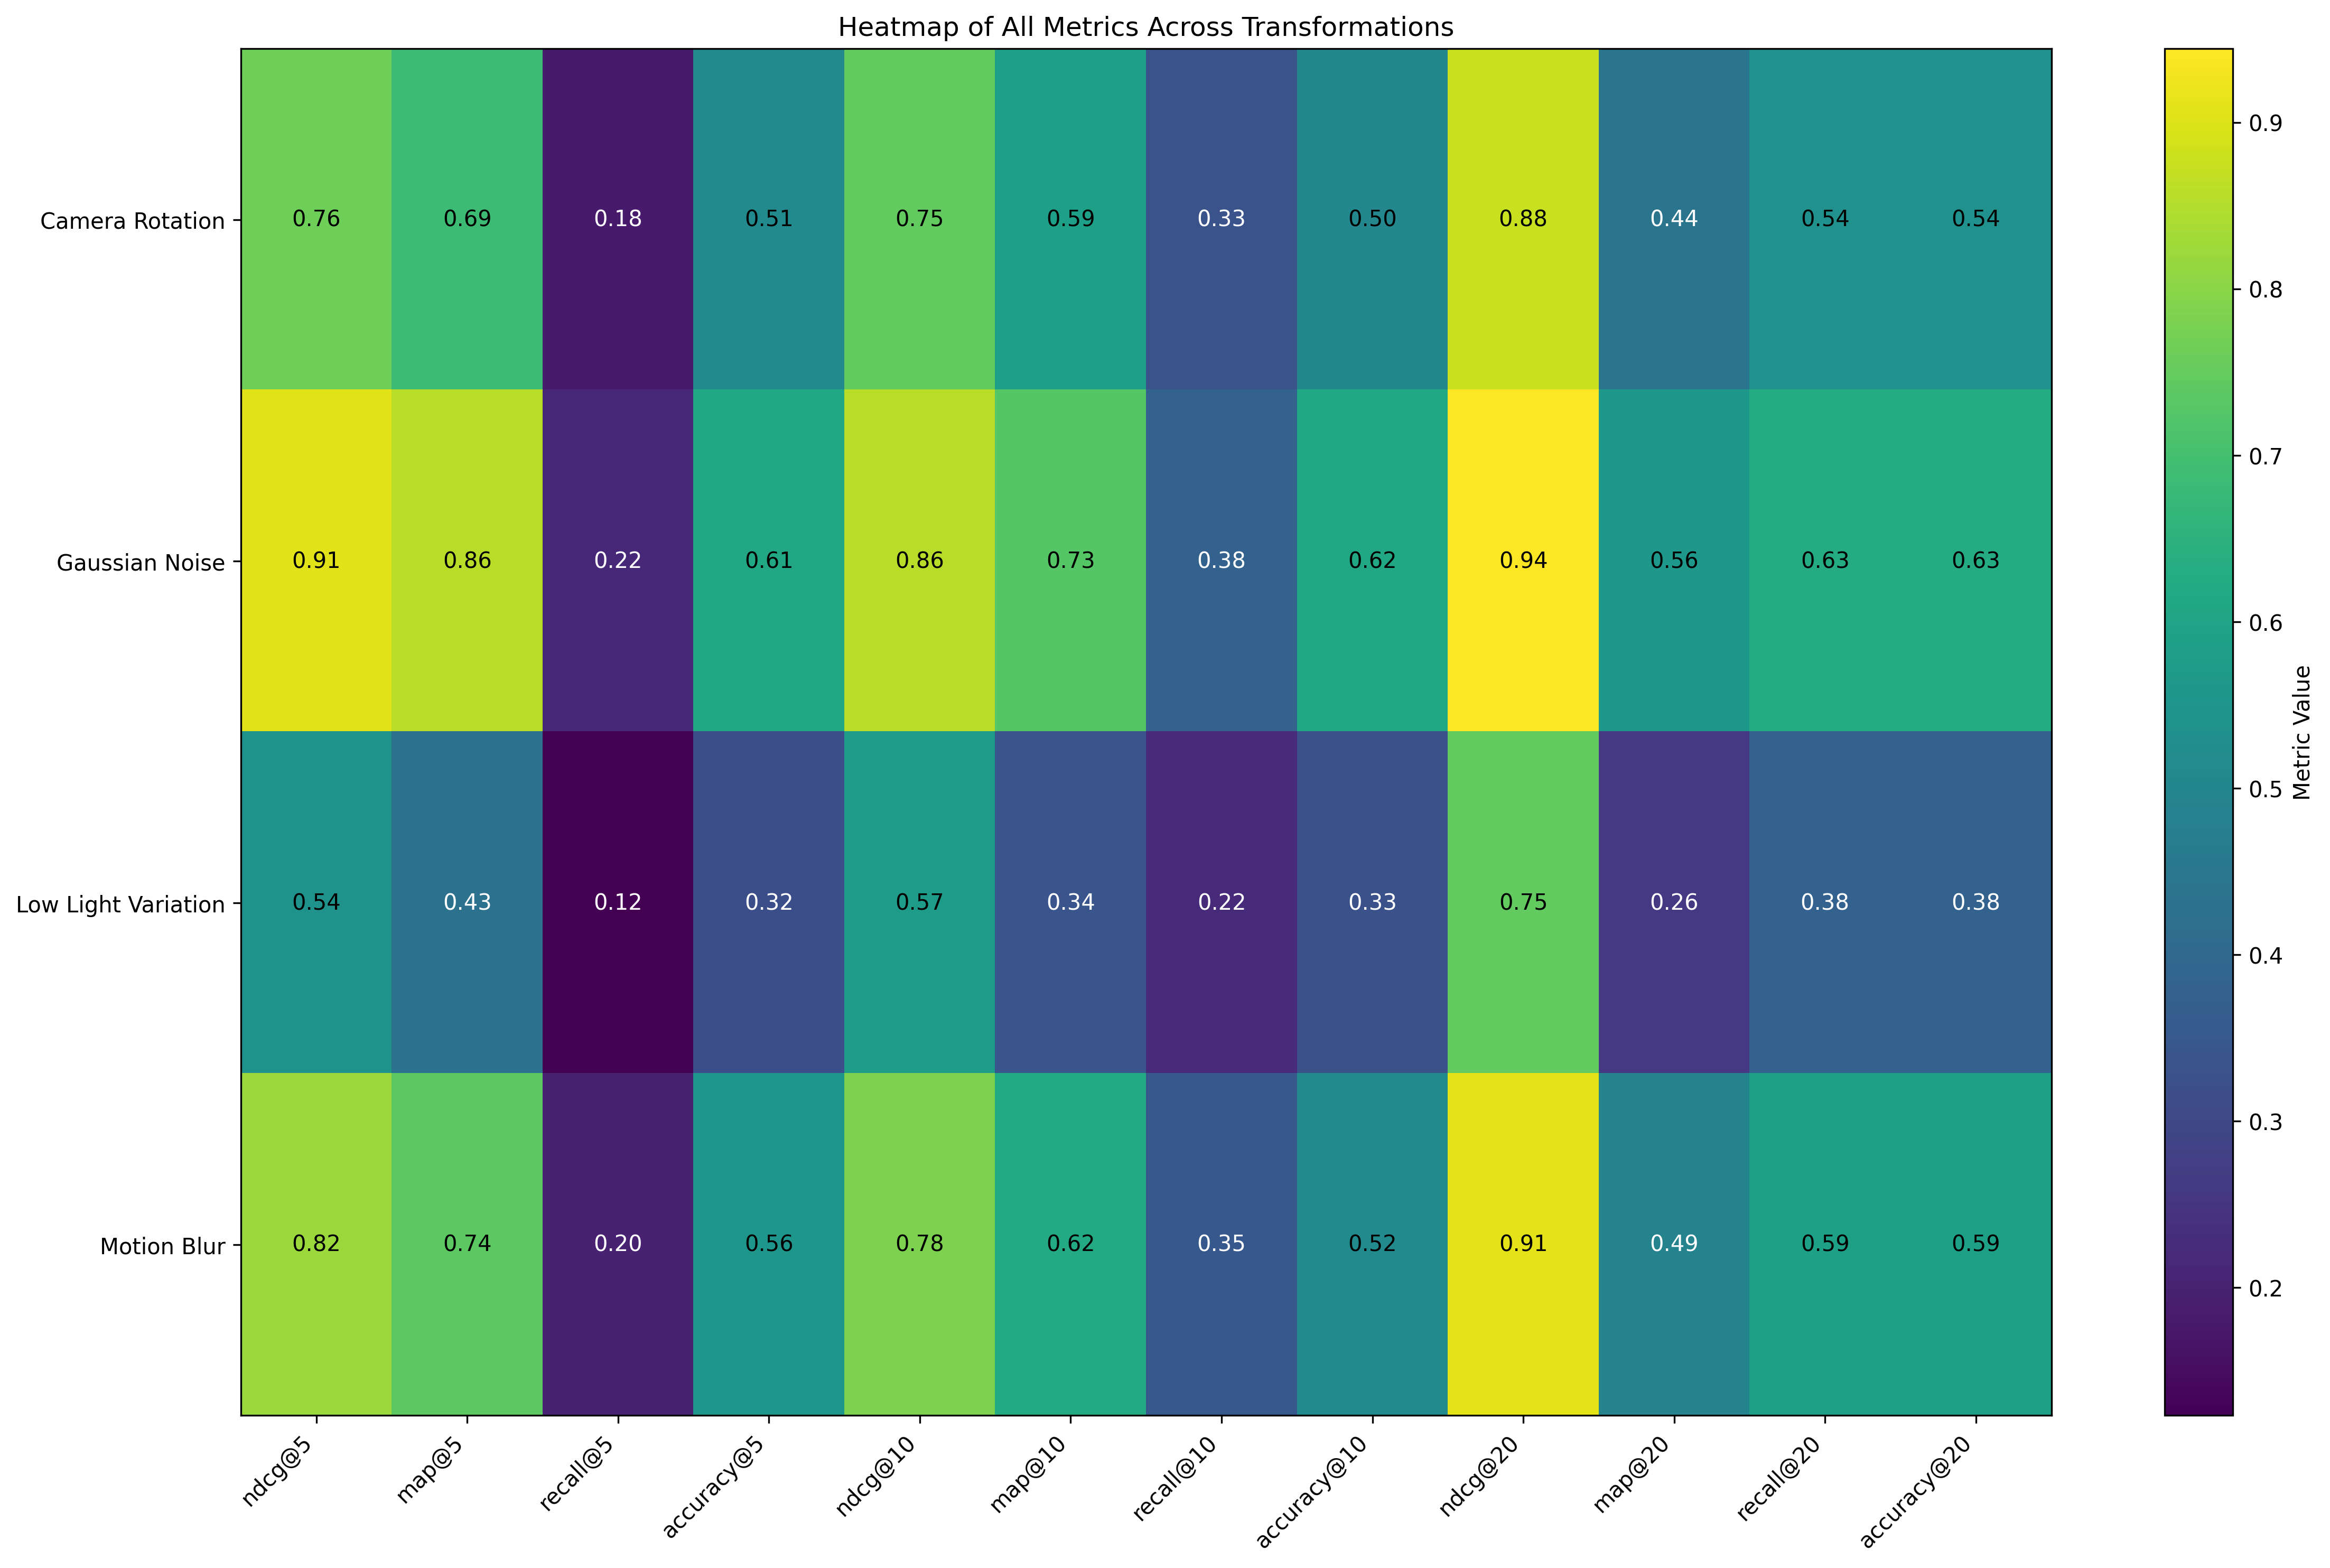 Heatmap of All Metrics Across Transformations
Camera Rotation 0.76 0.69 0.18 0.51 0.75 0.59 0.33 0.50 0.88 0.44 0.54 0.54
Gaussian Noise 0.91 0.86 0.22 0.61 0.86 0.73 0.38 0.62 0.94 0.56 0.63 0.63
Low Light Variation 0.54 0.43 0.12 0.32 0.57 0.34 0.22 0.33 0.75 0.26 0.38 0.38
Motion Blur 0.82 0.74 0.20 0.56 0.78 0.62 0.35 0.52 0.91 0.49 0.59 0.59
ndcg@5 map@5 recall@5 accuracy@5 ndcg@10 map@10 recall@10 accuracy@10 ndcg@20 map@20 recall@20 accuracy@20
0.9
0.8
0.7
0.6
0.5
0.4
0.3
0.2
Metric Value